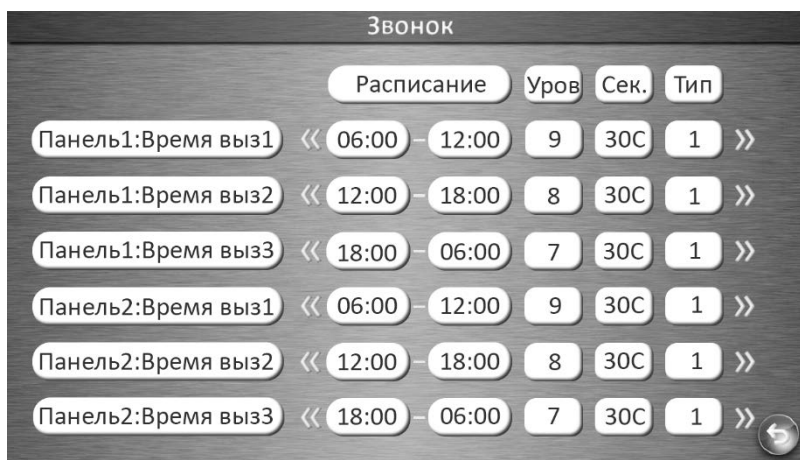 Звонок
Расписание Уров Сек. Тип
Панель1:Время выз1 « 06:00 – 12:00 9 30С 1 »
Панель1:Время выз2 « 12:00 – 18:00 8 30С 1 »
Панель1:Время выз3 « 18:00 – 06:00 7 30С 1 »
Панель2:Время выз1 « 06:00 – 12:00 9 30С 1 »
Панель2:Время выз2 « 12:00 – 18:00 8 30С 1 »
Панель2:Время выз3 « 18:00 – 06:00 7 30С 1 »